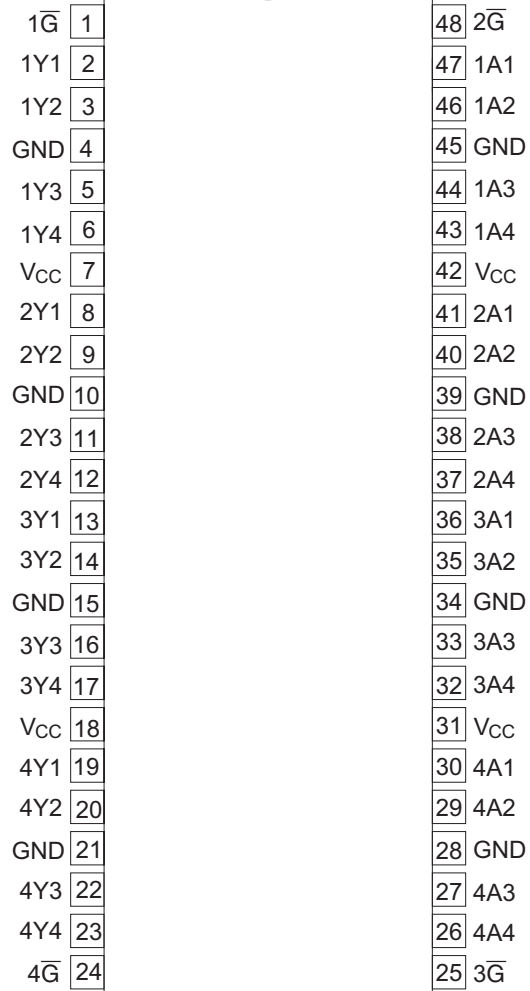 1G̅ 1 48 2G̅
1Y1 2 47 1A1
1Y2 3 46 1A2
GND 4 45 GND
1Y3 5 44 1A3
1Y4 6 43 1A4
VCC 7 42 VCC
2Y1 8 41 2A1
2Y2 9 40 2A2
GND 10 39 GND
2Y3 11 38 2A3
2Y4 12 37 2A4
3Y1 13 36 3A1
3Y2 14 35 3A2
GND 15 34 GND
3Y3 16 33 3A3
3Y4 17 32 3A4
VCC 18 31 VCC
4Y1 19 30 4A1
4Y2 20 29 4A2
GND 21 28 GND
4Y3 22 27 4A3
4Y4 23 26 4A4
4G̅ 24 25 3G̅